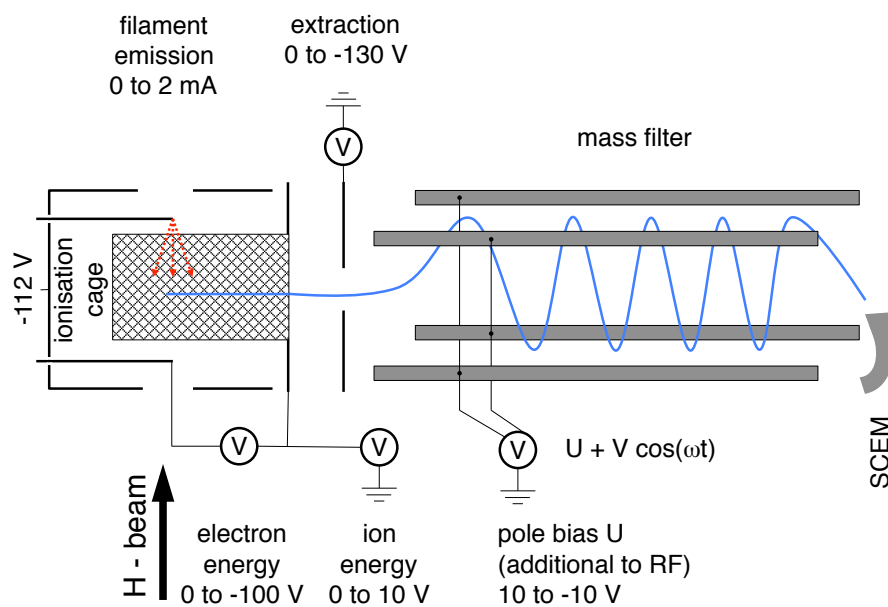 filament
emission
0 to 2 mA
extraction
0 to -130 V
V
mass filter
-112 V
ionisation
cage
V
V
V
U + V cos(ωt)
SCEM
H - beam
electron
energy
0 to -100 V
ion
energy
0 to 10 V
pole bias U
(additional to RF)
10 to -10 V